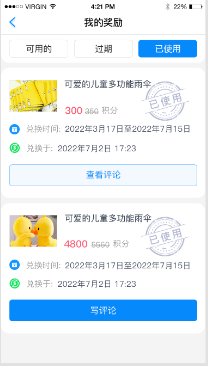 VIRGIN 4:21 PM 22%
我的奖励
可用的 过期 已使用
可爱的儿童多功能雨伞
300 360 积分
已使用
兑换时间: 2022年3月17日至2022年7月15日
兑换于: 2022年7月2日 17:23
查看评论
可爱的儿童多功能雨伞
4800 5560 积分
已使用
兑换时间: 2022年3月17日至2022年7月15日
兑换于: 2022年7月2日 17:23
写评论